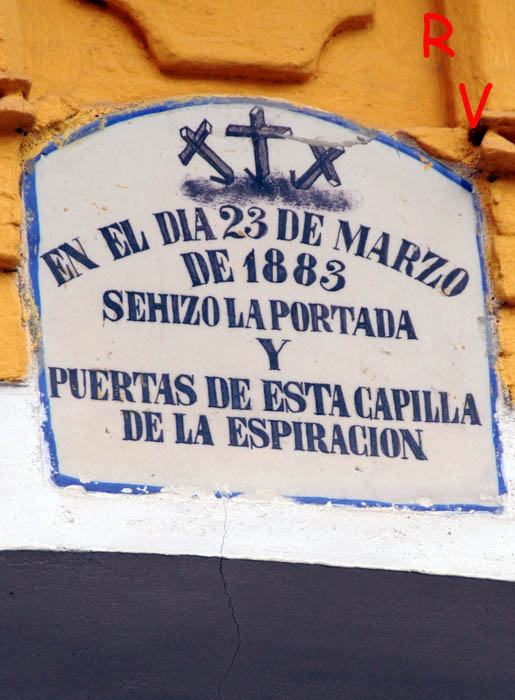 R
V
EN EL DIA 23 DE MARZO
DE 1883
SEHIZO LA PORTADA
Y
PUERTAS DE ESTA CAPILLA
DE LA ESPIRACION